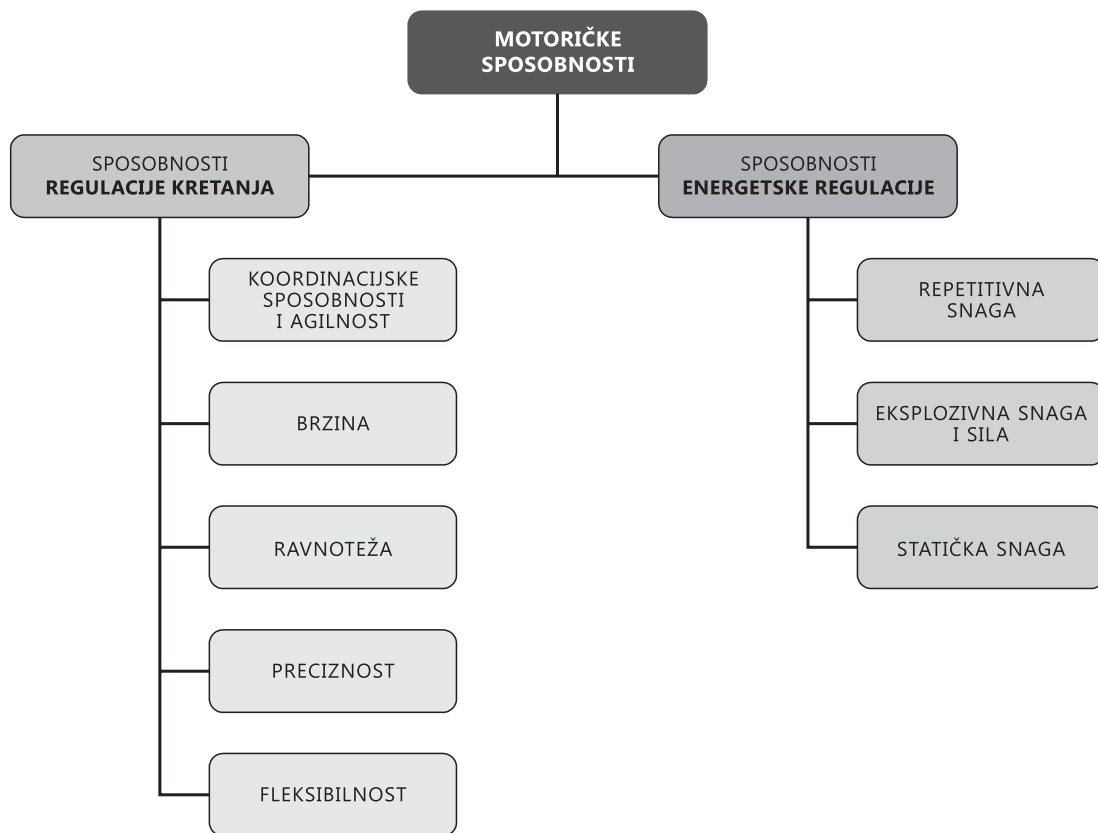 MOTORIČKE
SPOSOBNOSTI
SPOSOBNOSTI
REGULACIJE KRETANJA
SPOSOBNOSTI
ENERGETSKE REGULACIJE
KOORDINACIJSKE
SPOSOBNOSTI
I AGILNOST
BRZINA
RAVNOTEŽA
PRECIZNOST
FLEKSIBILNOST
REPETITIVNA
SNAGA
EKSPLOZIVNA SNAGA
I SILA
STATIČKA SNAGA